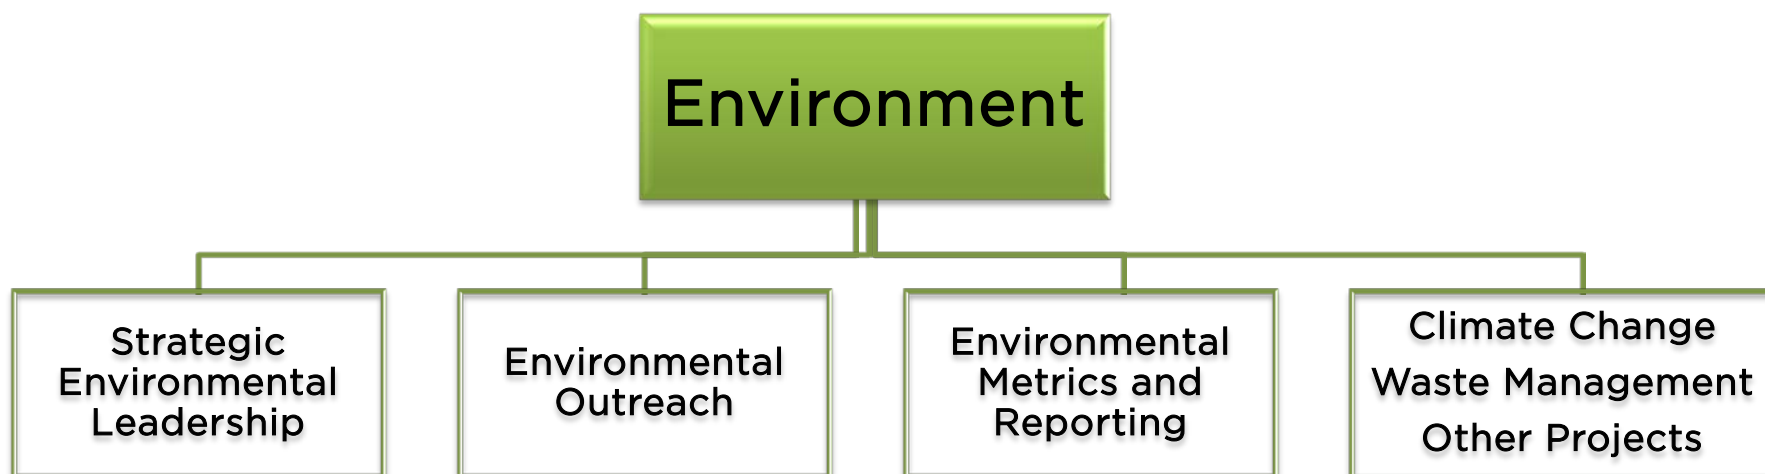 Environment
Strategic
Environmental
Leadership
Environmental
Outreach
Environmental
Metrics and
Reporting
Climate Change
Waste Management
Other Projects